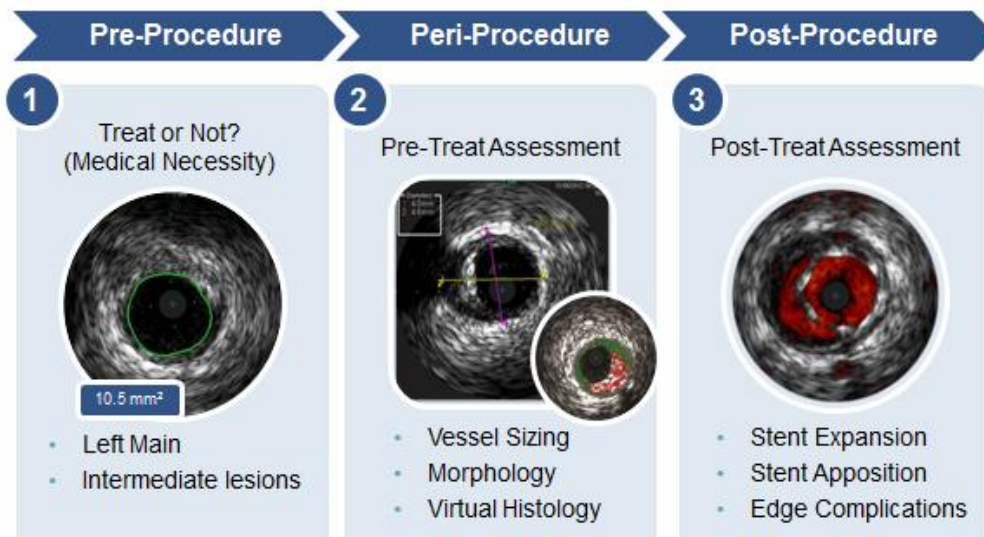 Pre-Procedure
Peri-Procedure
Post-Procedure
1
Treat or Not?
(Medical Necessity)
10.5 mm²
• Left Main
• Intermediate lesions
2
Pre-Treat Assessment
• Vessel Sizing
• Morphology
• Virtual Histology
3
Post-Treat Assessment
• Stent Expansion
• Stent Apposition
• Edge Complications